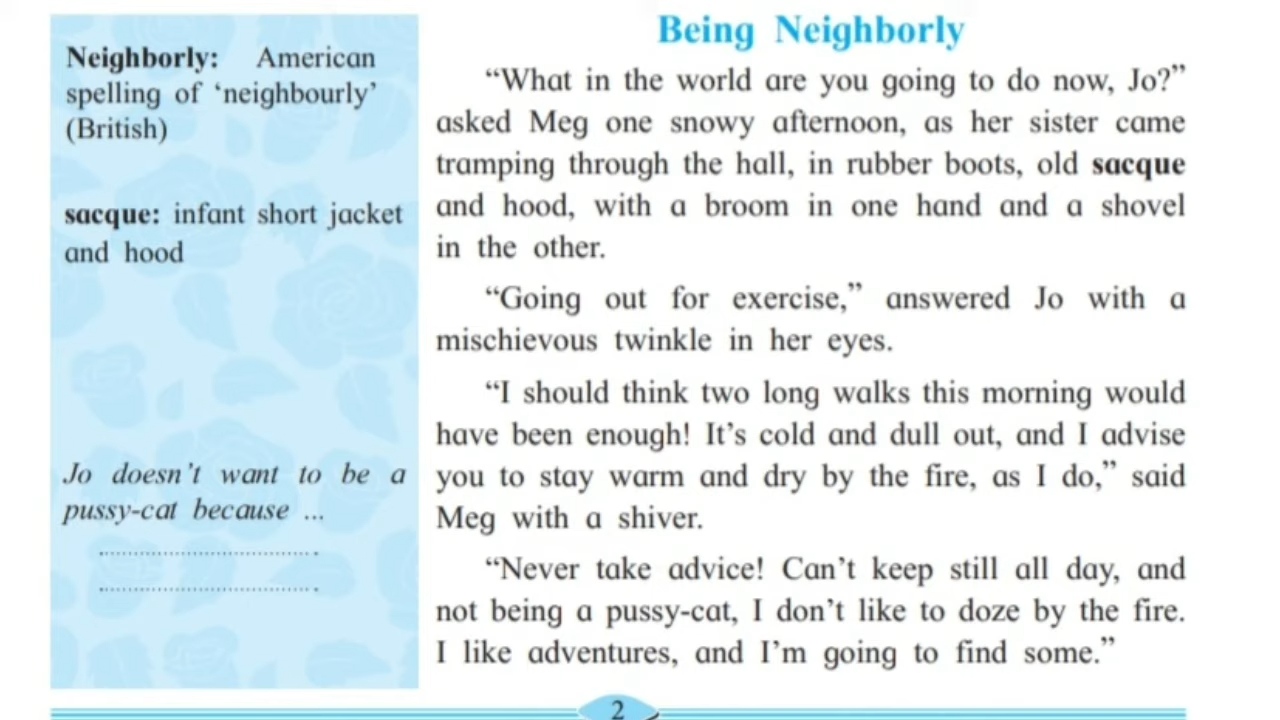 Neighborly: American
spelling of ‘neighbourly’
(British)
sacque: infant short jacket
and hood
Jo doesn’t want to be a
pussy-cat because ...
.......................................
.......................................
Being Neighborly
“What in the world are you going to do now, Jo?”
asked Meg one snowy afternoon, as her sister came
tramping through the hall, in rubber boots, old sacque
and hood, with a broom in one hand and a shovel
in the other.
“Going out for exercise,” answered Jo with a
mischievous twinkle in her eyes.
“I should think two long walks this morning would
have been enough! It’s cold and dull out, and I advise
you to stay warm and dry by the fire, as I do,” said
Meg with a shiver.
“Never take advice! Can’t keep still all day, and
not being a pussy-cat, I don’t like to doze by the fire.
I like adventures, and I’m going to find some.”
2